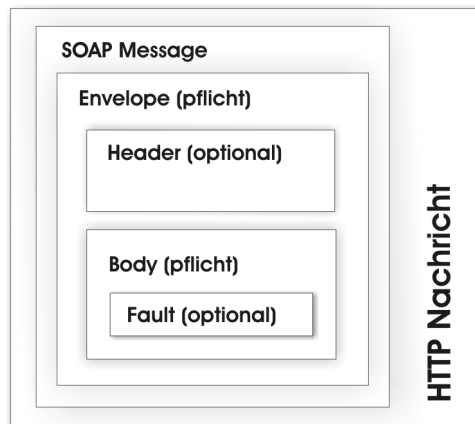 SOAP Message
Envelope (pflicht)
Header (optional)
Body (pflicht)
Fault (optional)
HTTP Nachricht